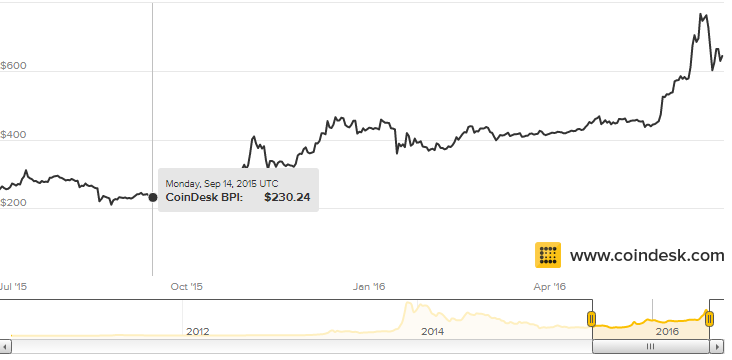 $600
$400
Monday, Sep 14, 2015 UTC
CoinDesk BPI: $230.24
$200
www.coindesk.com
Jul '15
Oct '15
Jan '16
Apr '16
2012
2014
2016